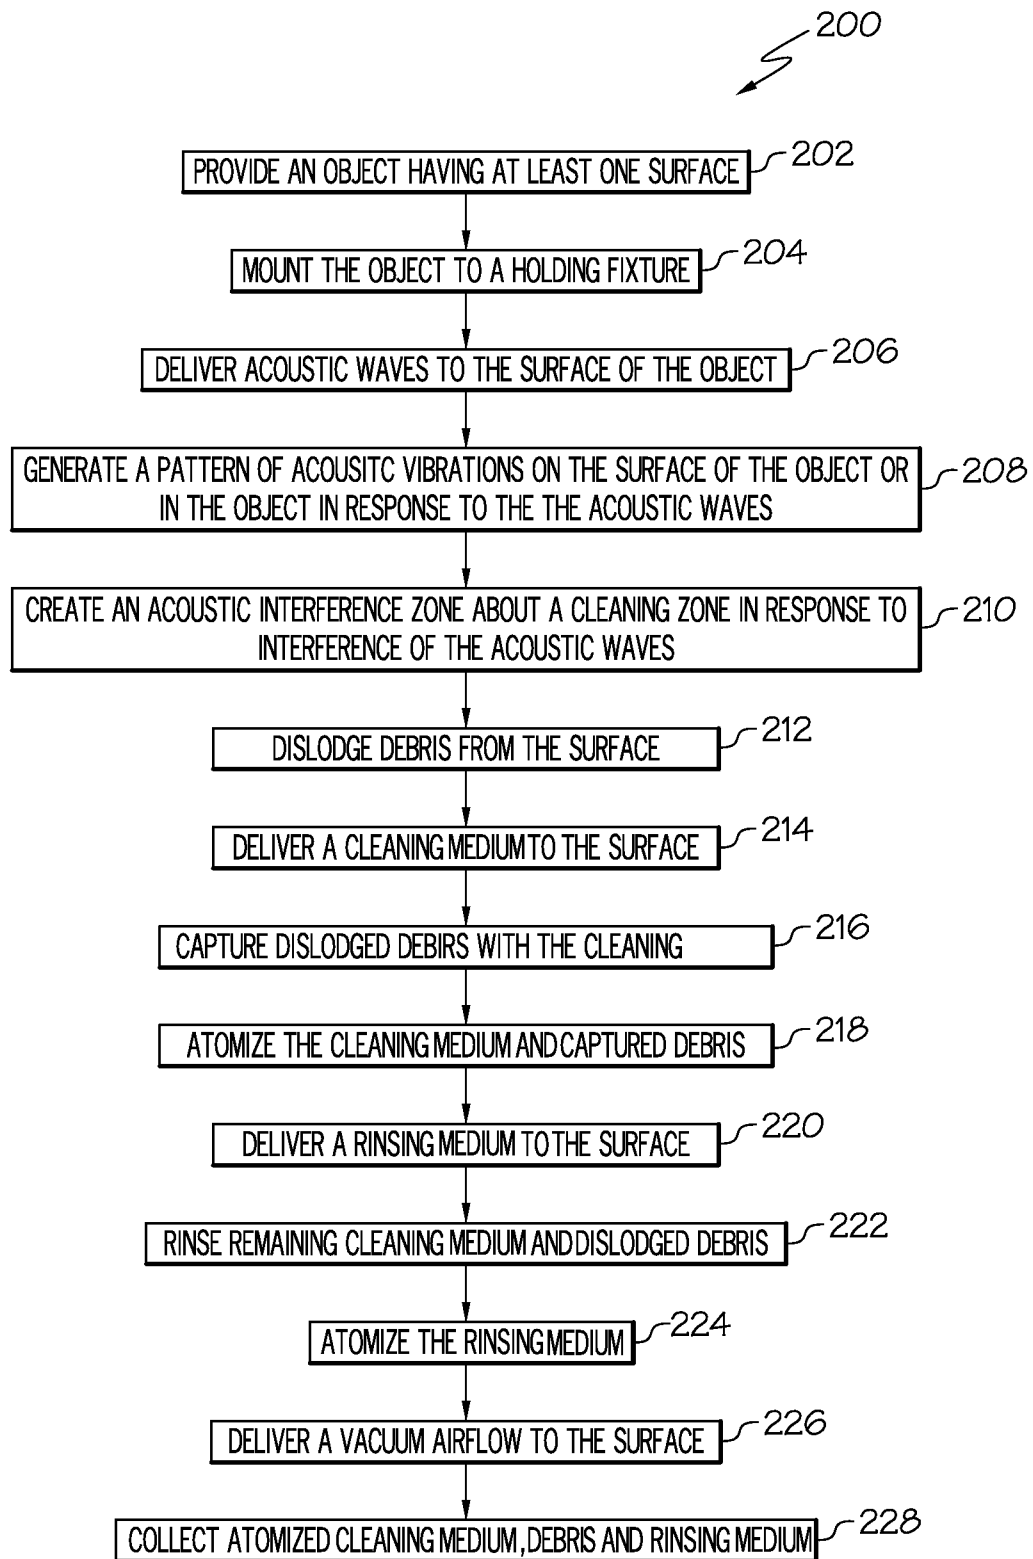 200
PROVIDE AN OBJECT HAVING AT LEAST ONE SURFACE
202
MOUNT THE OBJECT TO A HOLDING FIXTURE
204
DELIVER ACOUSTIC WAVES TO THE SURFACE OF THE OBJECT
206
GENERATE A PATTERN OF ACOUSITC VIBRATIONS ON THE SURFACE OF THE OBJECT OR
IN THE OBJECT IN RESPONSE TO THE THE ACOUSTIC WAVES
208
CREATE AN ACOUSTIC INTERFERENCE ZONE ABOUT A CLEANING ZONE IN RESPONSE TO
INTERFERENCE OF THE ACOUSTIC WAVES
210
DISLODGE DEBRIS FROM THE SURFACE
212
DELIVER A CLEANING MEDIUM TO THE SURFACE
214
CAPTURE DISLODGED DEBIRS WITH THE CLEANING
216
ATOMIZE THE CLEANING MEDIUM AND CAPTURED DEBRIS
218
DELIVER A RINSING MEDIUM TO THE SURFACE
220
RINSE REMAINING CLEANING MEDIUM AND DISLODGED DEBRIS
222
ATOMIZE THE RINSING MEDIUM
224
DELIVER A VACUUM AIRFLOW TO THE SURFACE
226
COLLECT ATOMIZED CLEANING MEDIUM, DEBRIS AND RINSING MEDIUM
228